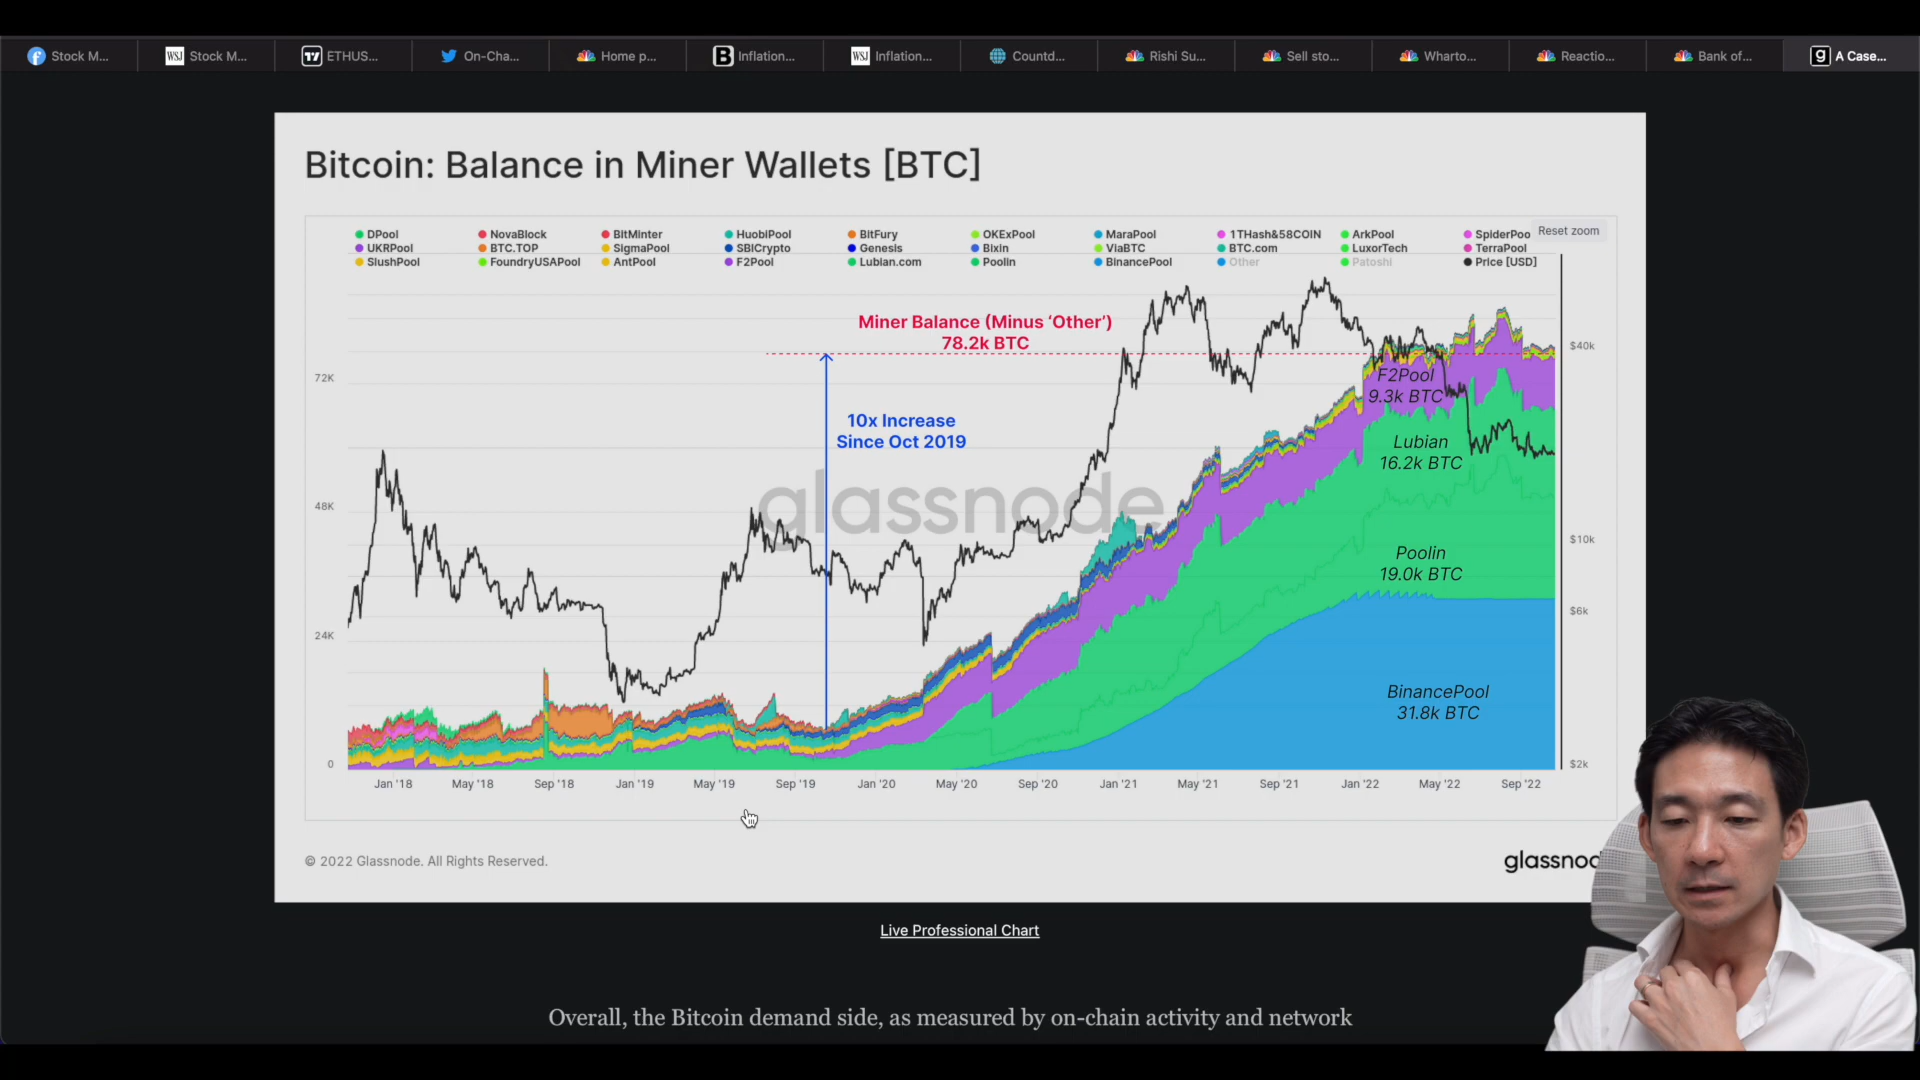 Stock M...
WSJ Stock M...
ETHUS...
On-Cha...
Home p...
B Inflation...
WSJ Inflation...
Countd...
Rishi Su...
Sell sto...
Wharto...
Reactio...
Bank of...
g A Case...
Bitcoin: Balance in Miner Wallets [BTC]
DPool NovaBlock BitMinter HuobiPool BitFury OKExPool MaraPool 1THash&58COIN ArkPool SpiderPoo
Reset zoom
UKRPool BTC.TOP SigmaPool SBICrypto Genesis Bixin ViaBTC BTC.com LuxorTech TerraPool
SlushPool FoundryUSAPool AntPool F2Pool Lubian.com Poolin BinancePool Other Patoshi Price [USD]
Miner Balance (Minus ‘Other’)
78.2k BTC
10x Increase
Since Oct 2019
glassnode
F2Pool
9.3k BTC
Lubian
16.2k BTC
Poolin
19.0k BTC
BinancePool
31.8k BTC
72K
48K
24K
0
$40k
$10k
$6k
$2k
Jan '18 May '18 Sep '18 Jan '19 May '19 Sep '19 Jan '20 May '20 Sep '20 Jan '21 May '21 Sep '21 Jan '22 May '22 Sep '22
© 2022 Glassnode. All Rights Reserved.
glassnod
Live Professional Chart
Overall, the Bitcoin demand side, as measured by on-chain activity and network